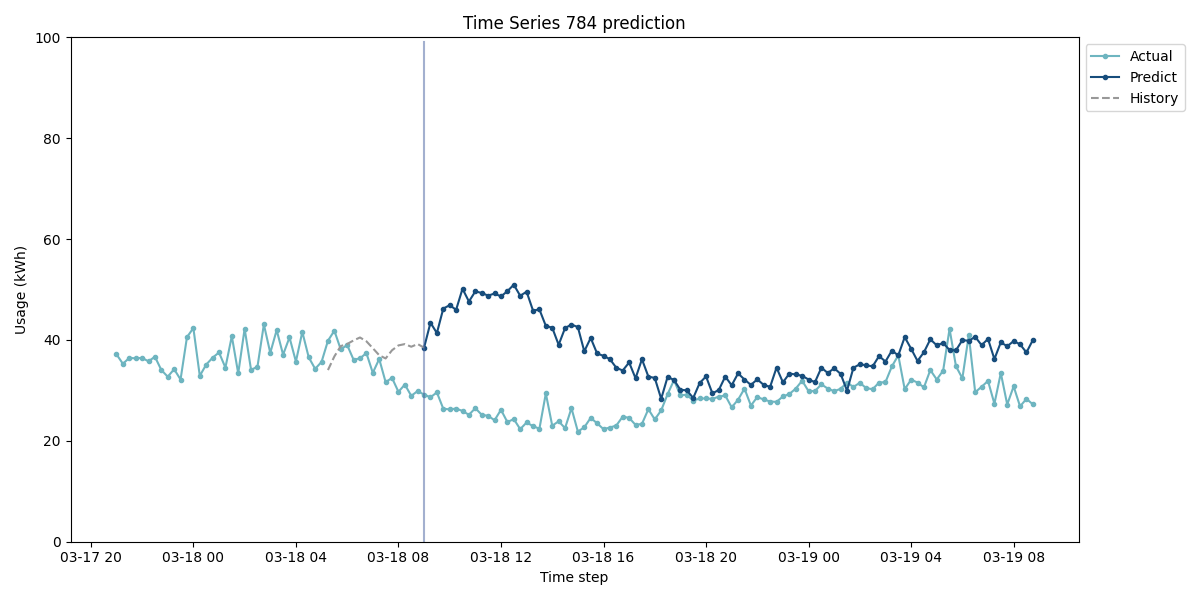 Time Series 784 prediction
Usage (kWh)
100
80
60
40
20
0
03-17 20
03-18 00
03-18 04
03-18 08
03-18 12
03-18 16
03-18 20
03-19 00
03-19 04
03-19 08
Time step
Actual
Predict
History